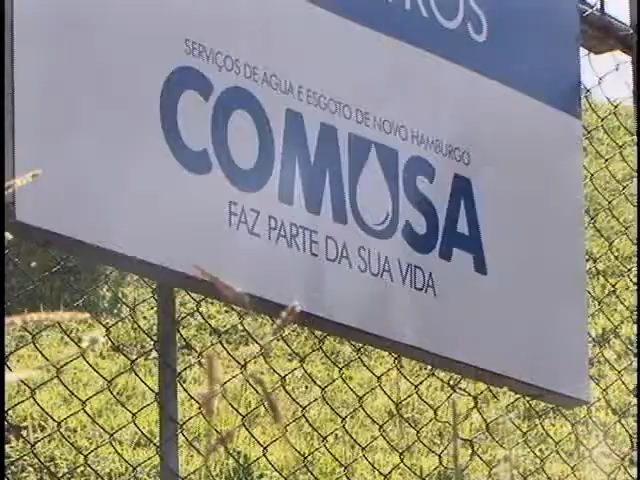 SERVIÇOS DE ÁGUA E ESGOTO DE NOVO HAMBURGO
COMUSA
FAZ PARTE DA SUA VIDA